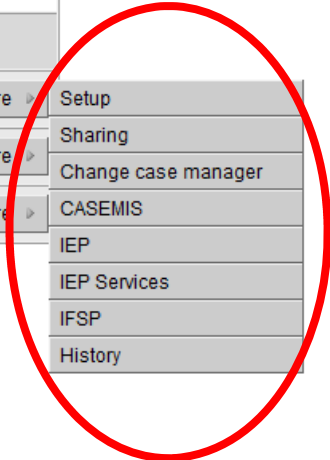 Setup
Sharing
Change case manager
CASEMIS
IEP
IEP Services
IFSP
History